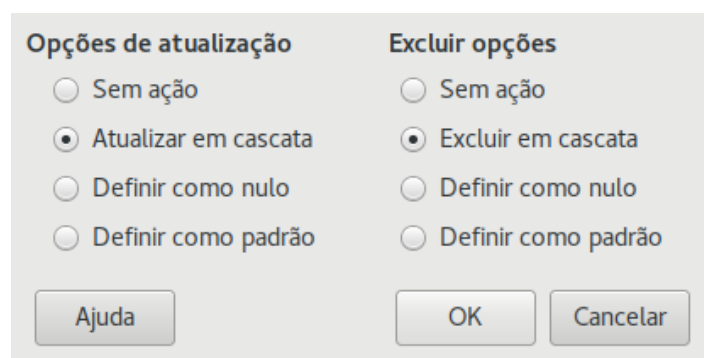 Opções de atualização
Sem ação
Atualizar em cascata
Definir como nulo
Definir como padrão
Excluir opções
Sem ação
Excluir em cascata
Definir como nulo
Definir como padrão
Ajuda
OK
Cancelar